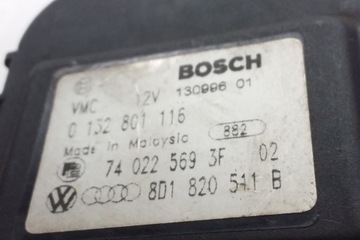 BOSCH
VMC 12V 130996 01
0 132 801 116
Made in Malaysia 882
74 022 569 3F 02
8D1 820 511 B